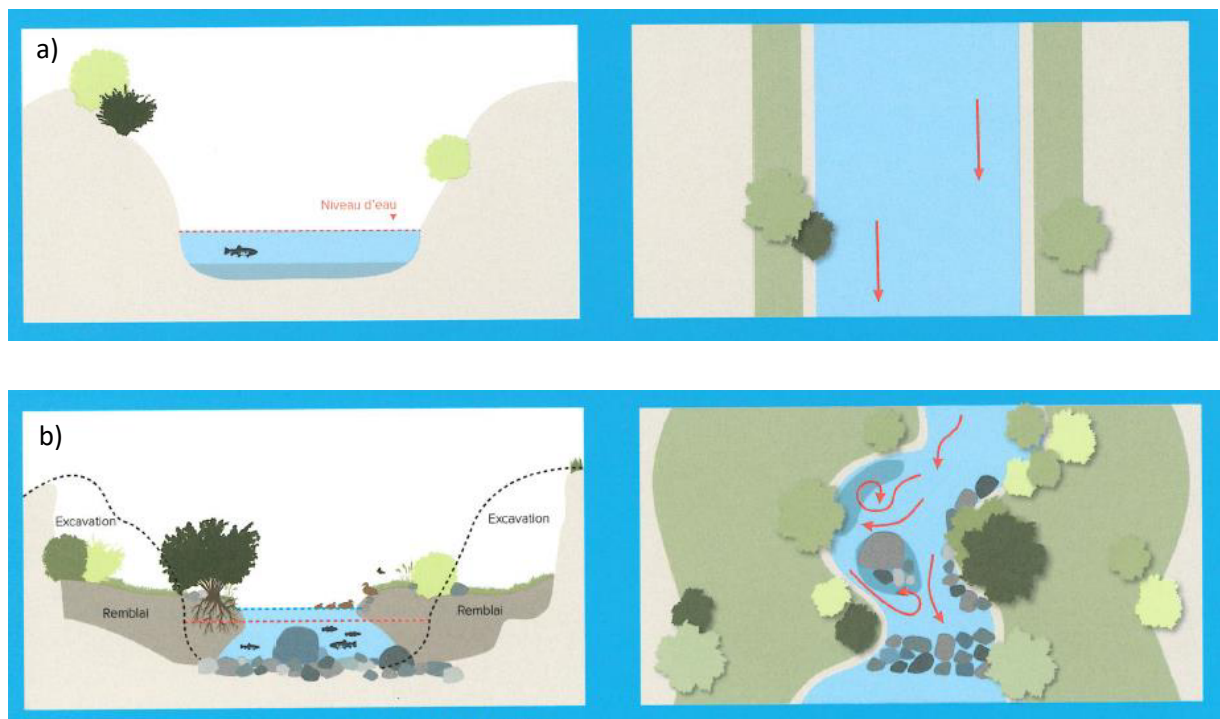 a)
Niveau d'eau
b)
Excavation
Excavation
Remblai
Remblai